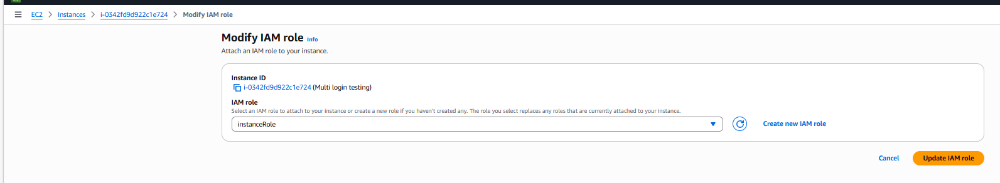 EC2 > Instances > i-0342fd9d922c1e724 > Modify IAM role
Modify IAM role Info
Attach an IAM role to your instance.
Instance ID
i-0342fd9d922c1e724 (Multi login testing)
IAM role
Select an IAM role to attach to your instance or create a new role if you haven't created any. The role you select replaces any roles that are currently attached to your instance.
instanceRole
Create new IAM role
Cancel
Update IAM role